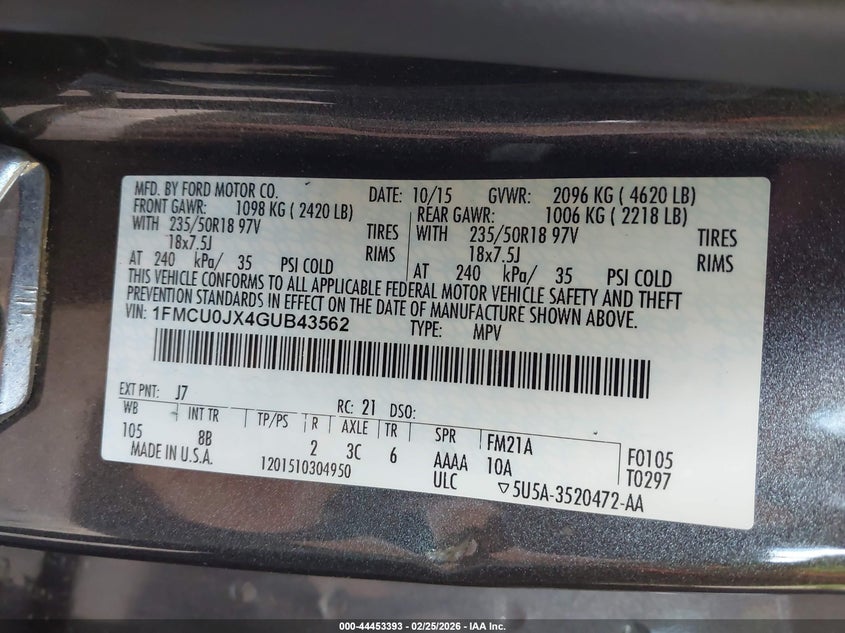 MFD. BY FORD MOTOR CO. DATE: 10/15 GVWR: 2096 KG ( 4620 LB)
FRONT GAWR: 1098 KG ( 2420 LB) REAR GAWR: 1006 KG ( 2218 LB)
WITH 235/50R18 97V TIRES WITH 235/50R18 97V TIRES
18x7.5J RIMS 18x7.5J RIMS
AT 240 kPa/ 35 PSI COLD AT 240 kPa/ 35 PSI COLD
THIS VEHICLE CONFORMS TO ALL APPLICABLE FEDERAL MOTOR VEHICLE SAFETY AND THEFT
PREVENTION STANDARDS IN EFFECT ON THE DATE OF MANUFACTURE SHOWN ABOVE.
VIN: 1FMCU0JX4GUB43562 TYPE: MPV
EXT PNT: J7 RC: 21 DSO:
WB INT TR TP/PS R AXLE TR SPR FM21A F0105
105 8B 2 3C 6 AAAA 10A T0297
MADE IN U.S.A. 1201510304950 ULC ▽5U5A-3520472-AA
000-44453393 - 02/25/2026 - IAA Inc.